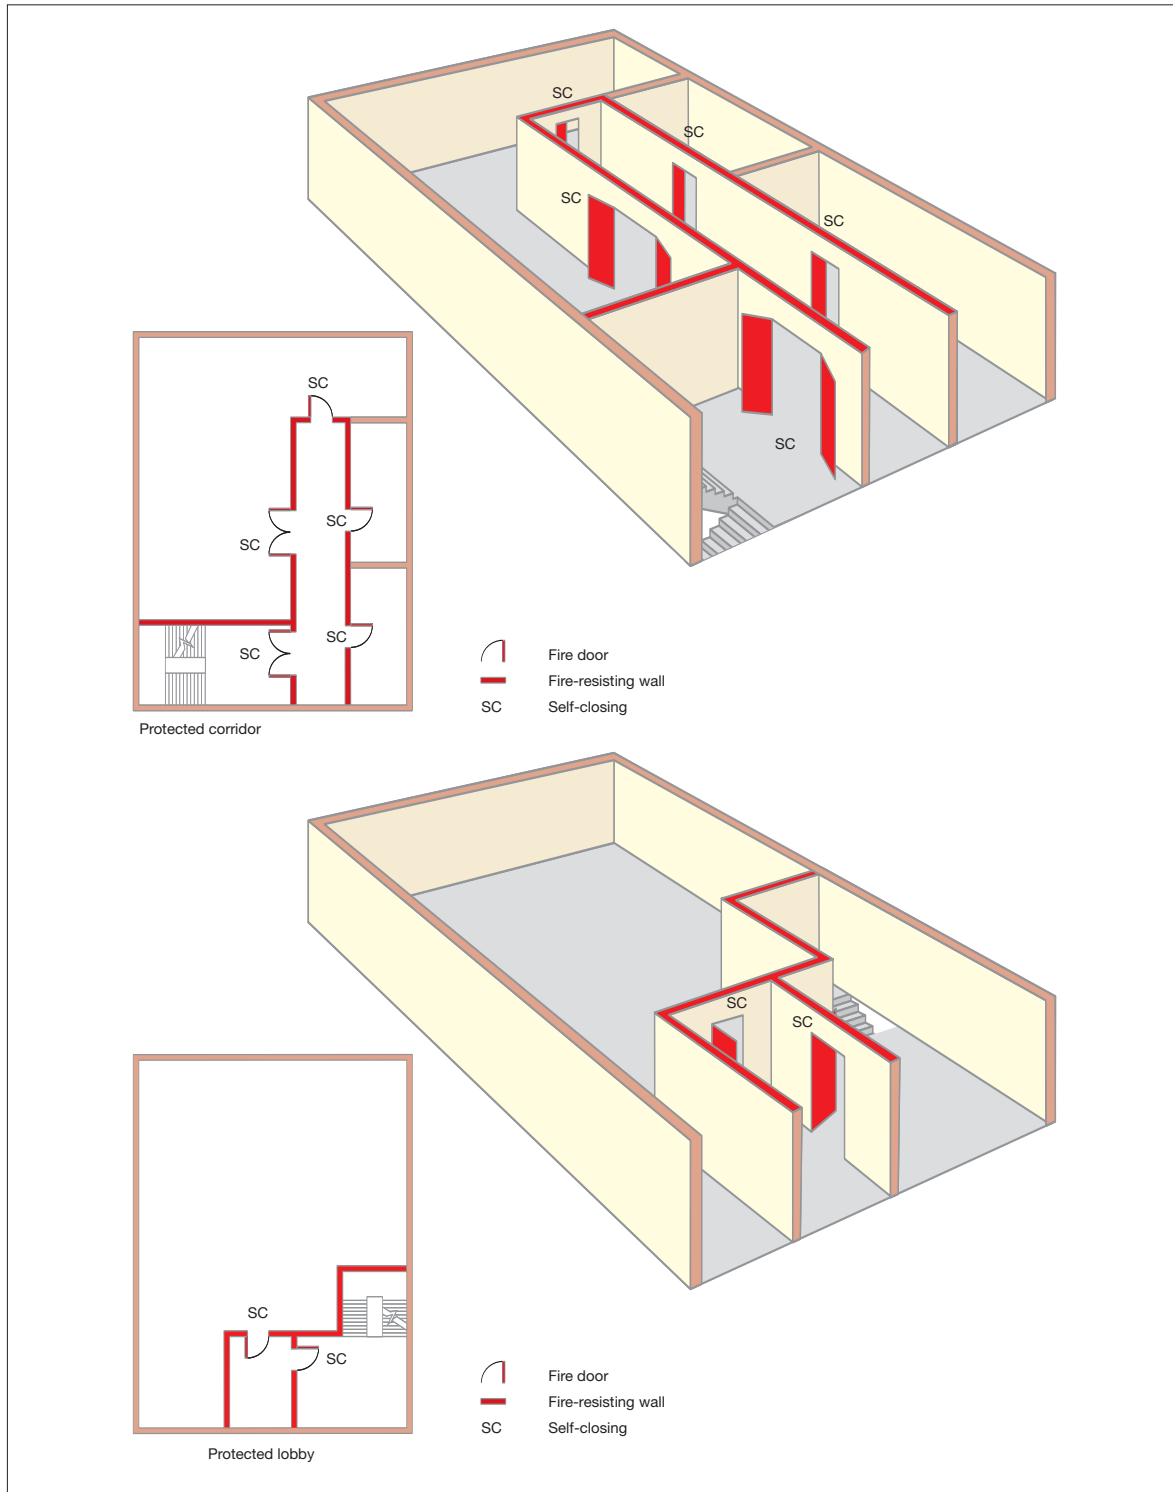 SC
SC
SC
SC
SC
SC
SC
SC
SC
SC
Fire door
Fire-resisting wall
SC Self-closing
Protected corridor
SC
SC
SC
SC
Fire door
Fire-resisting wall
SC Self-closing
Protected lobby